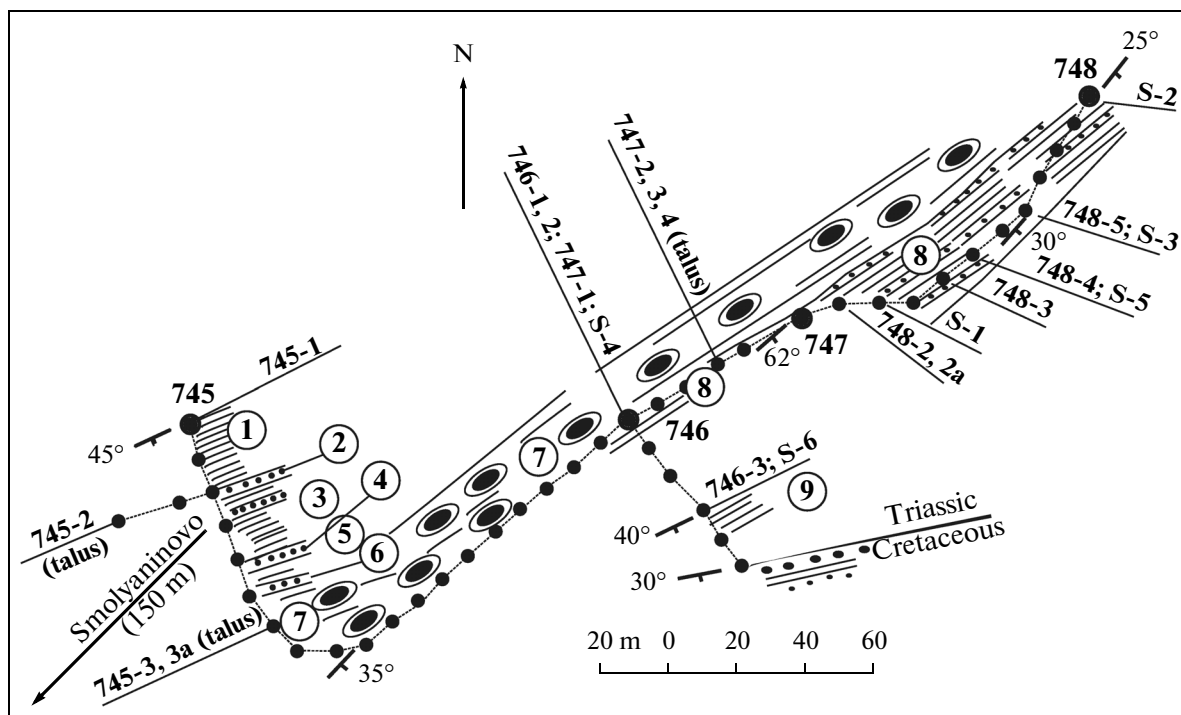 N
25°
748
S-2
747-2, 3, 4 (talus)
746-1, 2; 747-1; S-4
8
748-5; S-3
30°
748-4; S-5
748-3
S-1
748-2, 2a
747
62°
745-1
745
1
45°
8
746
2
7
4
3
746-3; S-6
9
5
745-2
(talus)
6
40°
Triassic
Cretaceous
30°
Smolyaninovo
(150 m)
7
745-3, 3a (talus)
35°
20 m 0 20 40 60